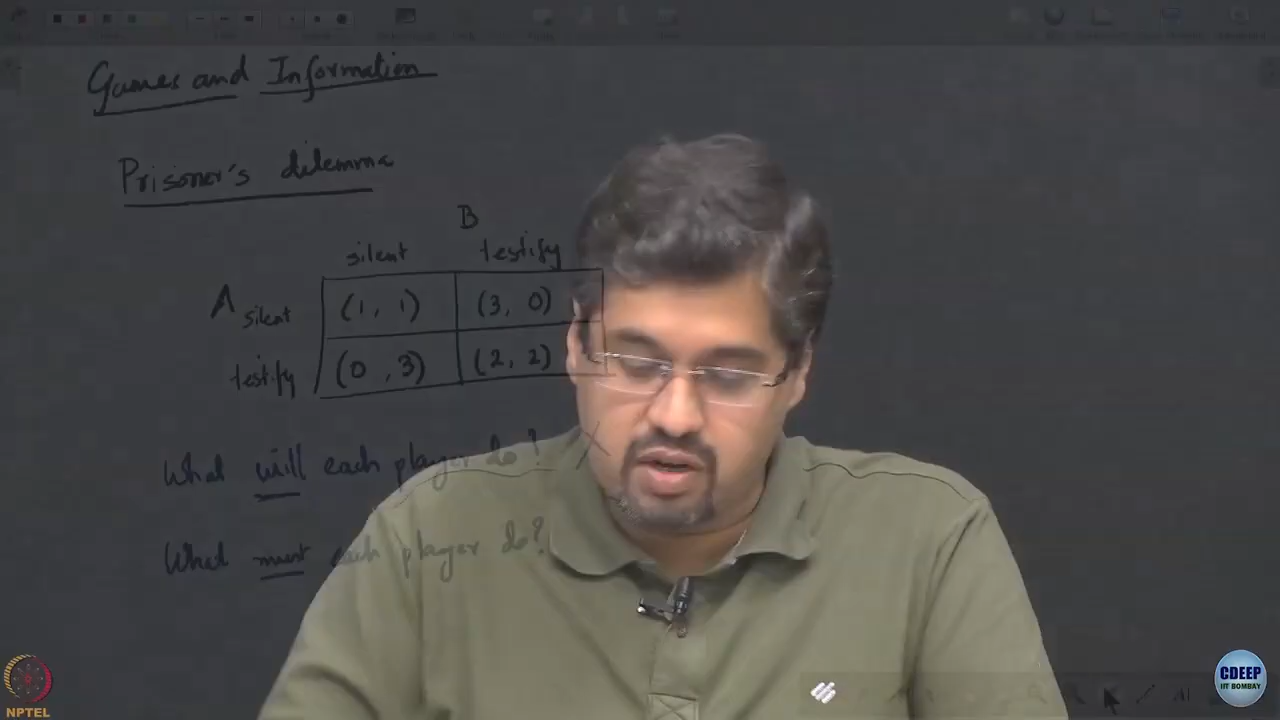 Games and Information
Prisoner's dilemma
B
silent testify
A silent (1, 1) (3, 0)
testify (0, 3) (2, 2)
What will each player do?
What must each player do?
NPTEL
CDEEP
IIT BOMBAY